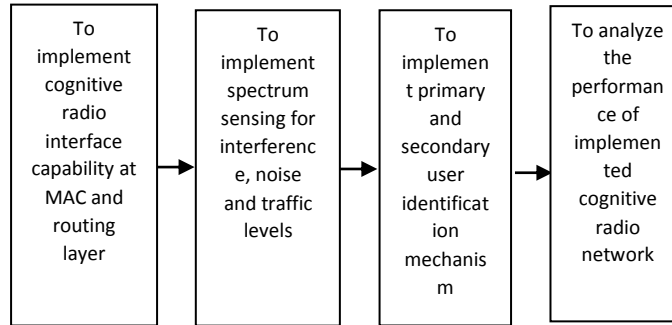 To
implement
cognitive
radio
interface
capability at
MAC and
routing
layer
To
implement
spectrum
sensing for
interferenc
e, noise
and traffic
levels
To
implemen
t primary
and
secondary
user
identificat
ion
mechanis
m
To analyze
the
performan
ce of
impleme
nted
cognitive
radio
network